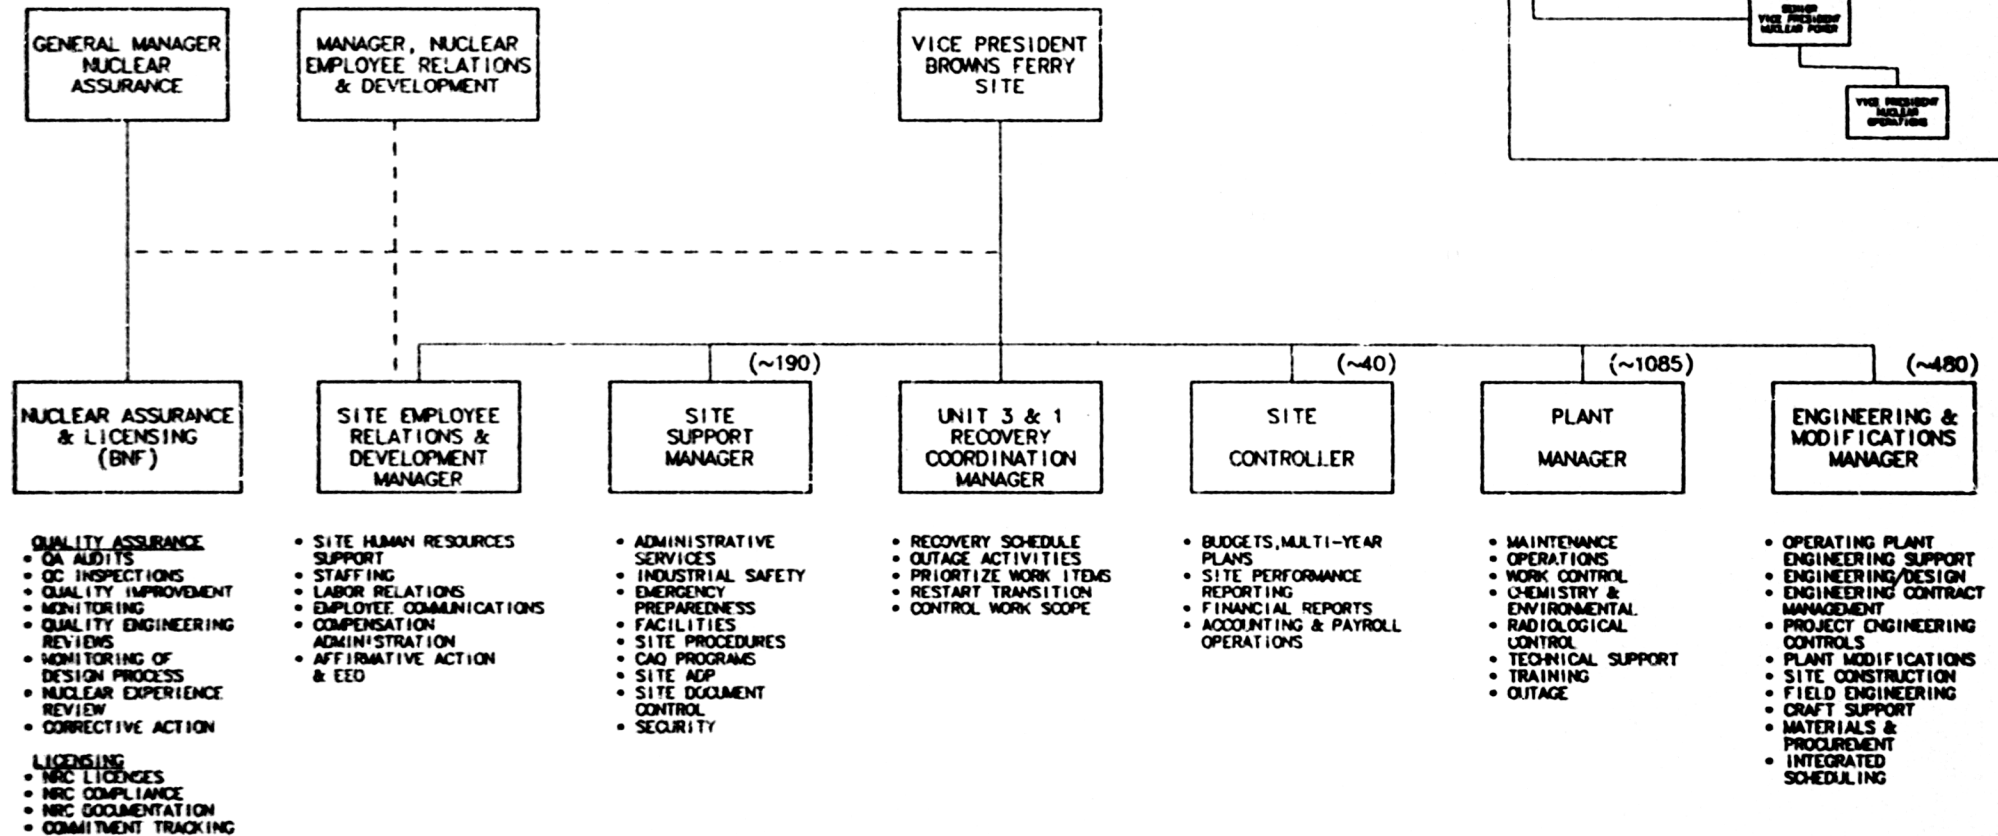 GENERAL MANAGER
NUCLEAR
ASSURANCE
MANAGER, NUCLEAR
EMPLOYEE RELATIONS
& DEVELOPMENT
VICE PRESIDENT
BROWNS FERRY
SITE
SENIOR
VICE PRESIDENT
NUCLEAR POWER
VICE PRESIDENT
NUCLEAR
OPERATIONS
(~190)
(~40)
(~1085)
(~480)
NUCLEAR ASSURANCE
& LICENSING
(BNF)
SITE EMPLOYEE
RELATIONS &
DEVELOPMENT
MANAGER
SITE
SUPPORT
MANAGER
UNIT 3 & 1
RECOVERY
COORDINATION
MANAGER
SITE
CONTROLLER
PLANT
MANAGER
ENGINEERING &
MODIFICATIONS
MANAGER
QUALITY ASSURANCE
• QA AUDITS
• QC INSPECTIONS
• QUALITY IMPROVEMENT
• MONITORING
• QUALITY ENGINEERING
REVIEWS
• MONITORING OF
DESIGN PROCESS
• NUCLEAR EXPERIENCE
REVIEW
• CORRECTIVE ACTION
LICENSING
• NRC LICENCES
• NRC COMPLIANCE
• NRC DOCUMENTATION
• COMMITMENT TRACKING
• SITE HUMAN RESOURCES
SUPPORT
• STAFFING
• LABOR RELATIONS
• EMPLOYEE COMMUNICATIONS
• COMPENSATION
ADMINISTRATION
• AFFIRMATIVE ACTION
& EEO
• ADMINISTRATIVE
SERVICES
• INDUSTRIAL SAFETY
• EMERGENCY
PREPAREDNESS
• FACILITIES
• SITE PROCEDURES
• CAQ PROGRAMS
• SITE ADP
• SITE DOCUMENT
CONTROL
• SECURITY
• RECOVERY SCHEDULE
• OUTAGE ACTIVITIES
• PRIORTIZE WORK ITEMS
• RESTART TRANSITION
• CONTROL WORK SCOPE
• BUDGETS,MULTI-YEAR
PLANS
• SITE PERFORMANCE
REPORTING
• FINANCIAL REPORTS
• ACCOUNTING & PAYROLL
OPERATIONS
• MAINTENANCE
• OPERATIONS
• WORK CONTROL
• CHEMISTRY &
ENVIRONMENTAL
• RADIOLOGICAL
CONTROL
• TECHNICAL SUPPORT
• TRAINING
• OUTAGE
• OPERATING PLANT
ENGINEERING SUPPORT
• ENGINEERING/DESIGN
• ENGINEERING CONTRACT
MANAGEMENT
• PROJECT ENGINEERING
CONTROLS
• PLANT MODIFICATIONS
• SITE CONSTRUCTION
• FIELD ENGINEERING
• CRAFT SUPPORT
• MATERIALS &
PROCUREMENT
• INTEGRATED
SCHEDULING